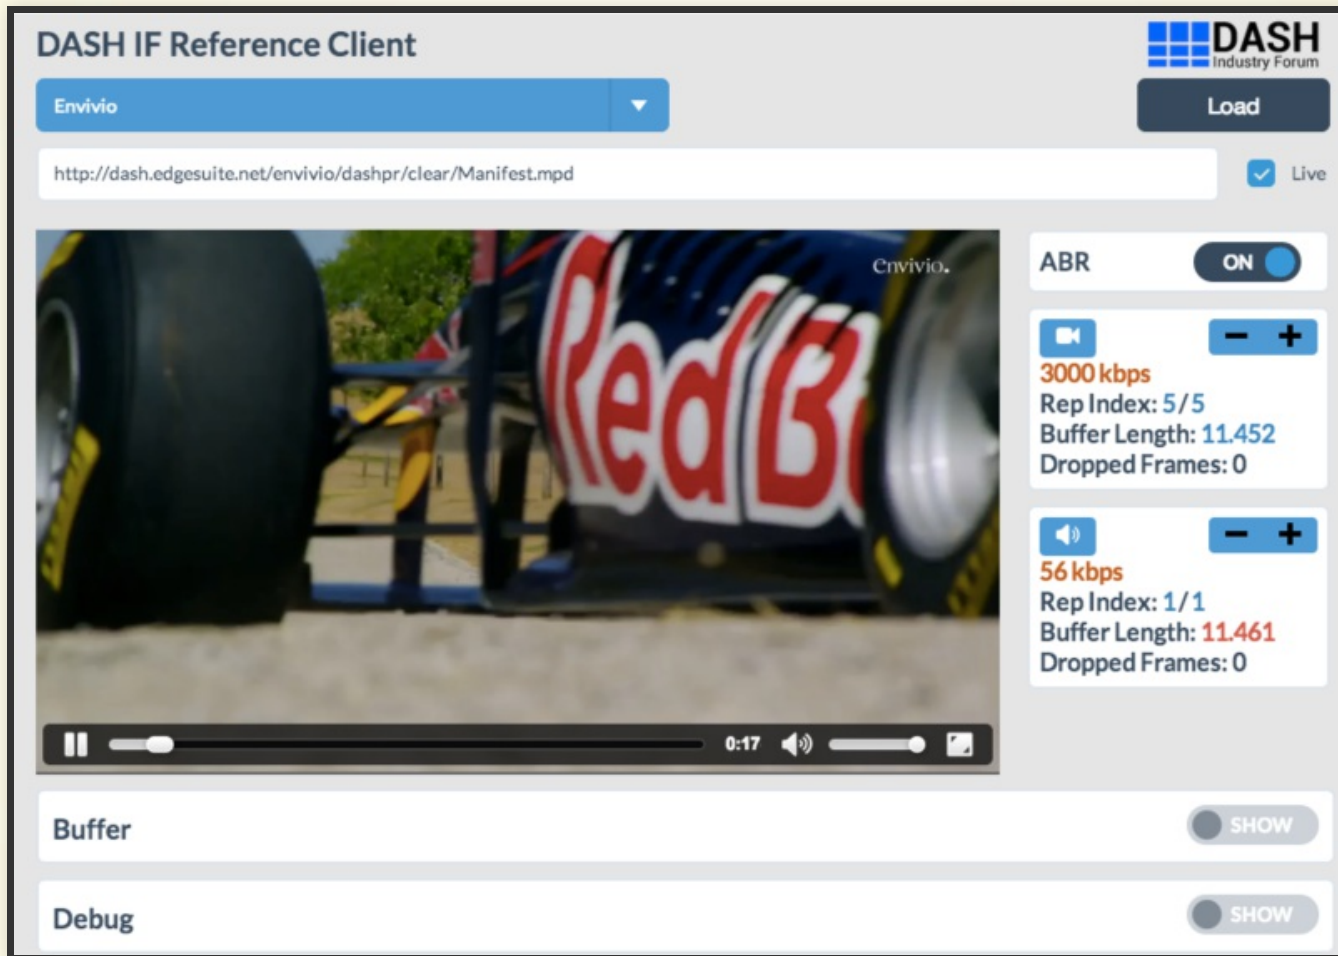 DASH IF Reference Client
DASH
Industry Forum
Envivio
Load
http://dash.edgesuite.net/envivio/dashpr/clear/Manifest.mpd
Live
envivio.
Red B
ABR
ON
3000 kbps
Rep Index: 5/5
Buffer Length: 11.452
Dropped Frames: 0
56 kbps
Rep Index: 1/1
Buffer Length: 11.461
Dropped Frames: 0
0:17
Buffer
SHOW
Debug
SHOW